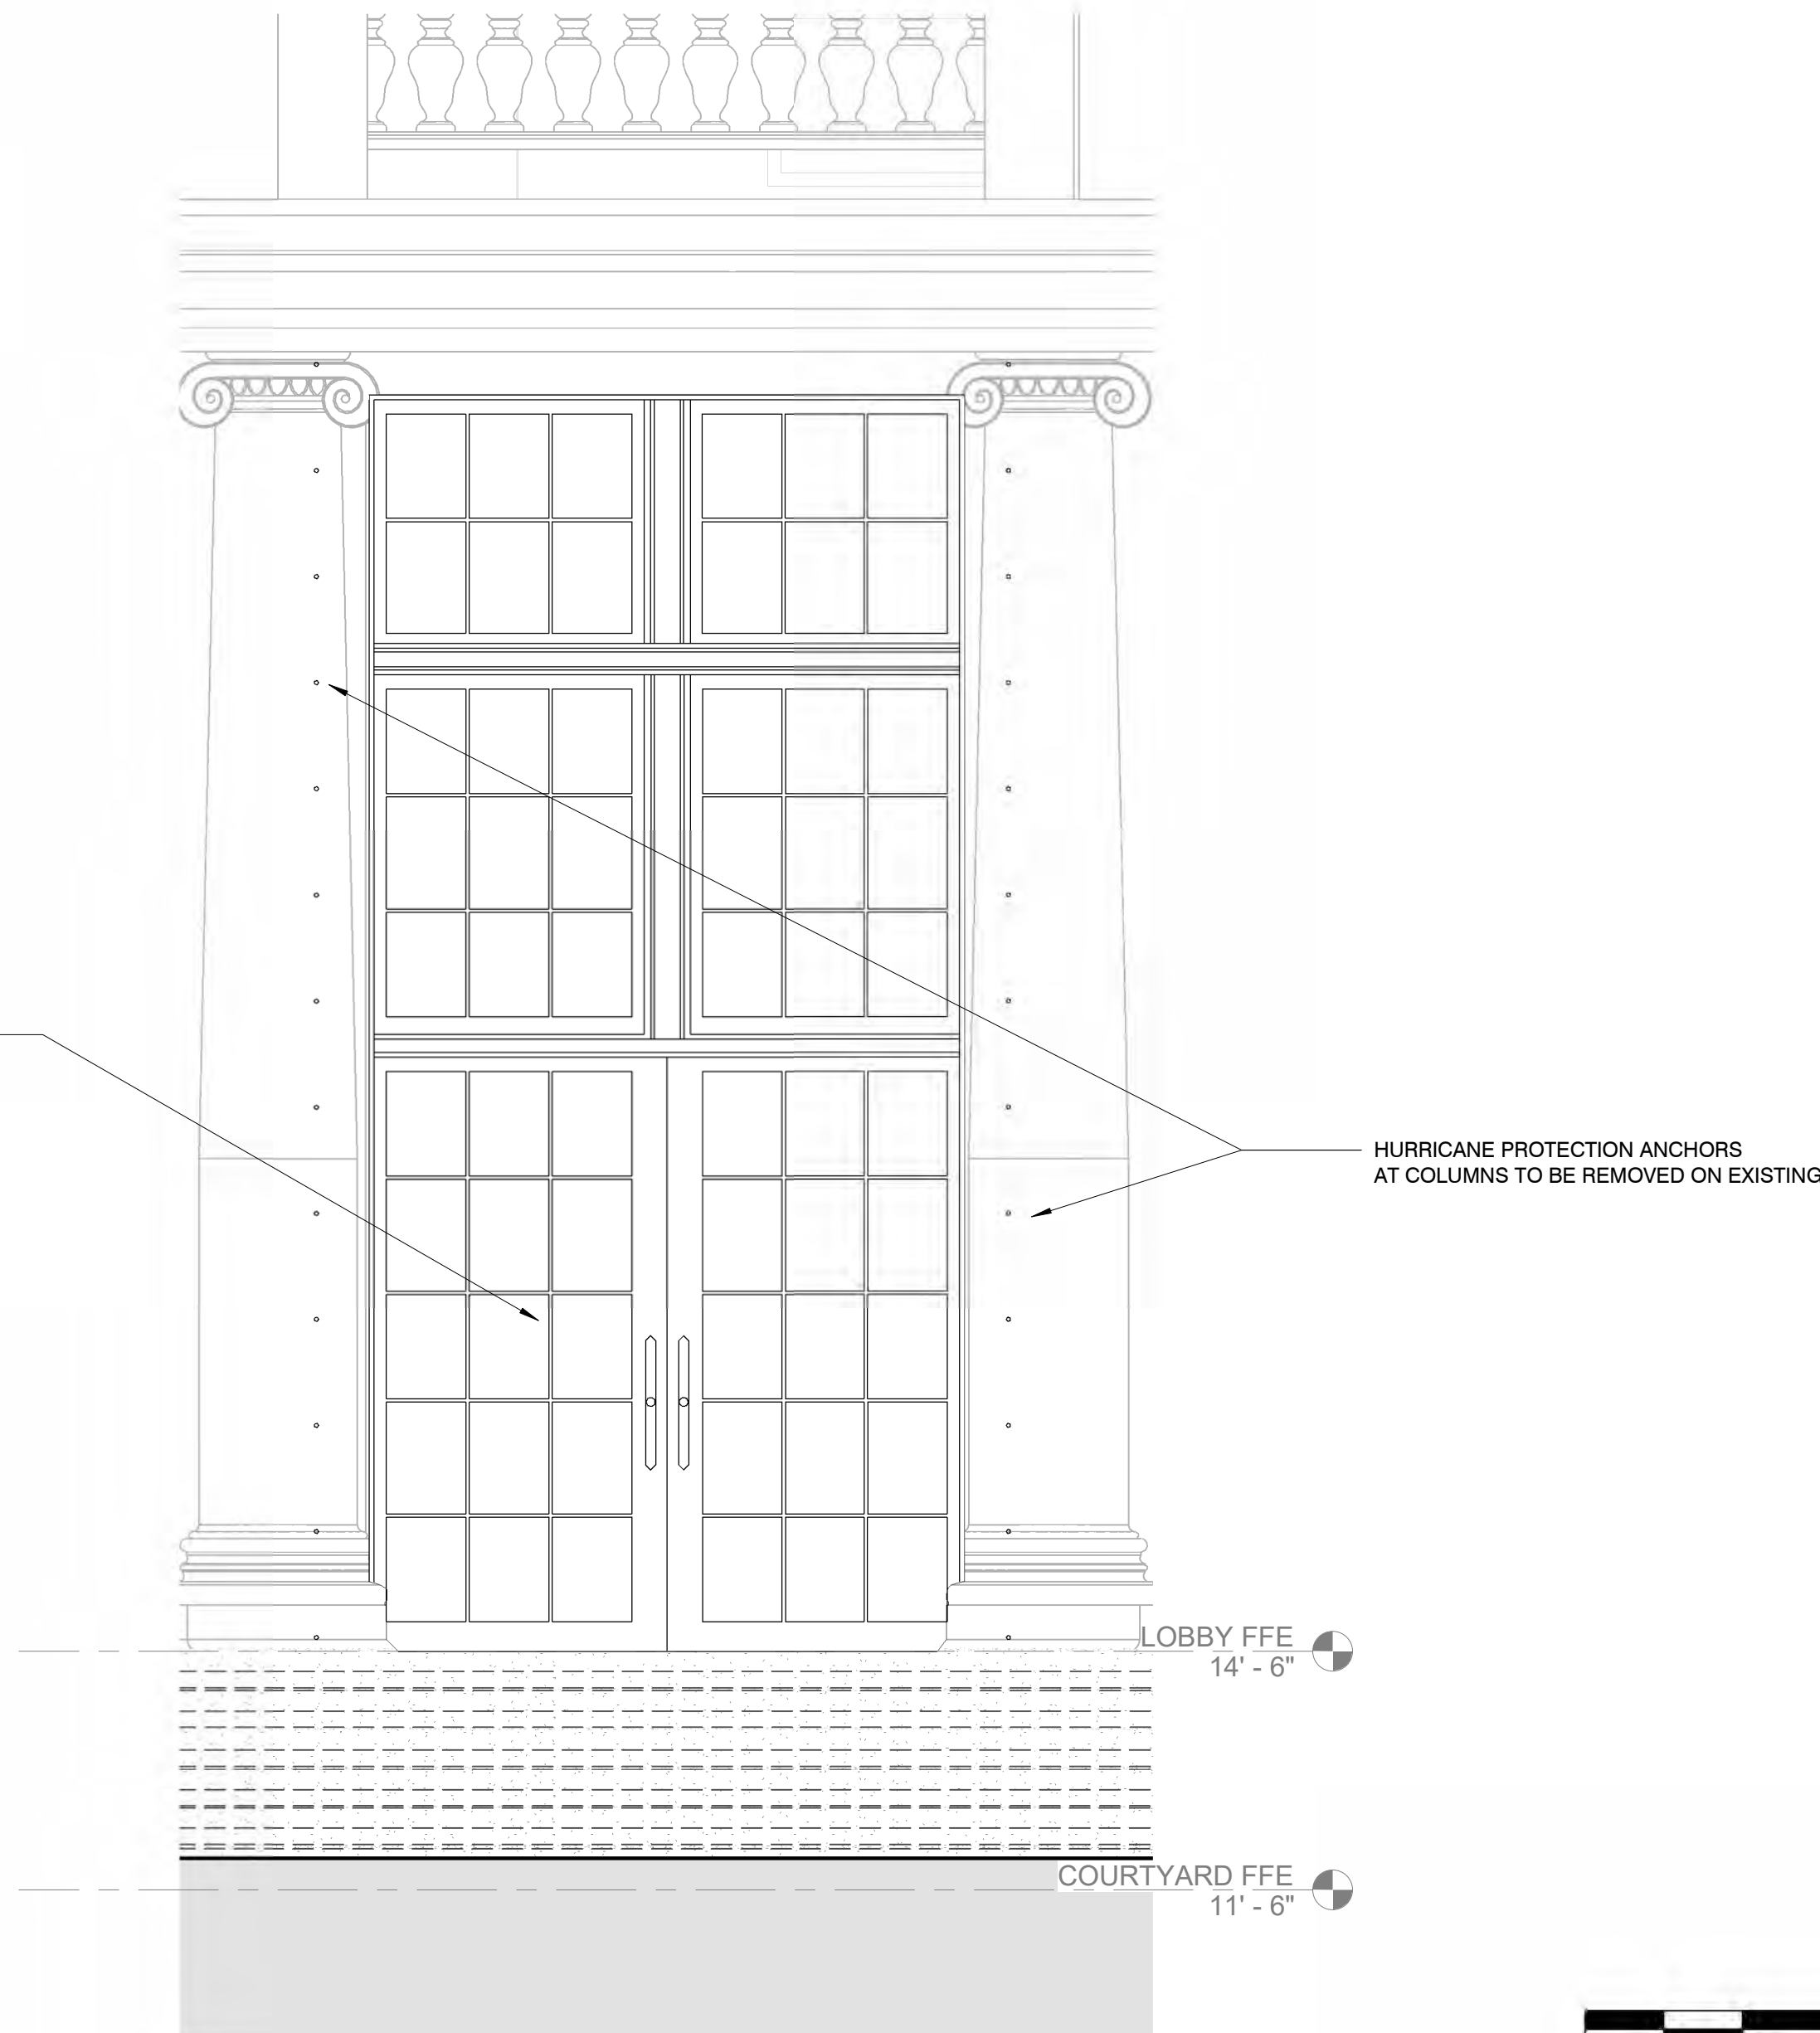 HURRICANE PROTECTION ANCHORS
AT COLUMNS TO BE REMOVED ON EXISTING
LOBBY FFE
14' - 6"
COURTYARD FFE
11' - 6"